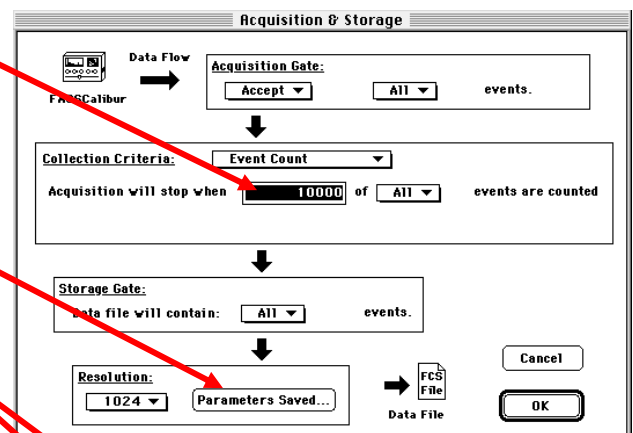 Acquisition & Storage
Data Flow
FACSCalibur
Acquisition Gate:
Accept All events.
Collection Criteria: Event Count
Acquisition will stop when 10000 of All events are counted
Storage Gate:
Data file will contain: All events.
Resolution:
1024 Parameters Saved...
FCS
File
Data File
Cancel
OK